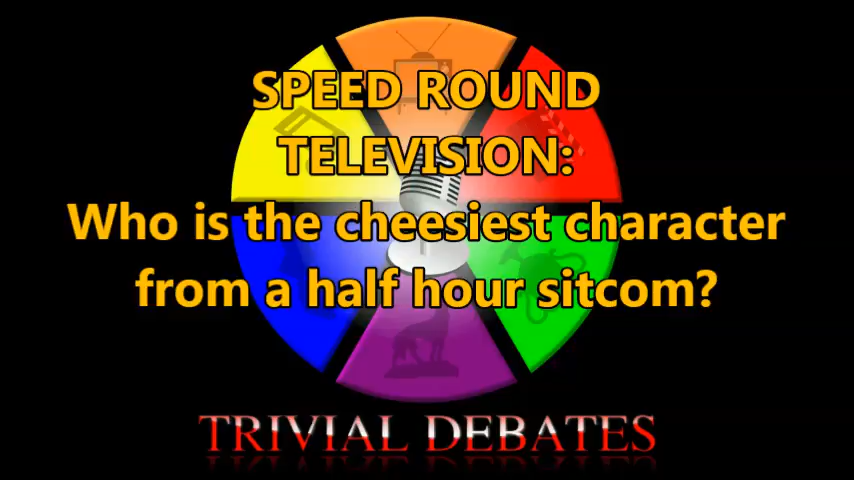 SPEED ROUND
TELEVISION:
Who is the cheesiest character
from a half hour sitcom?
TRIVIAL DEBATES